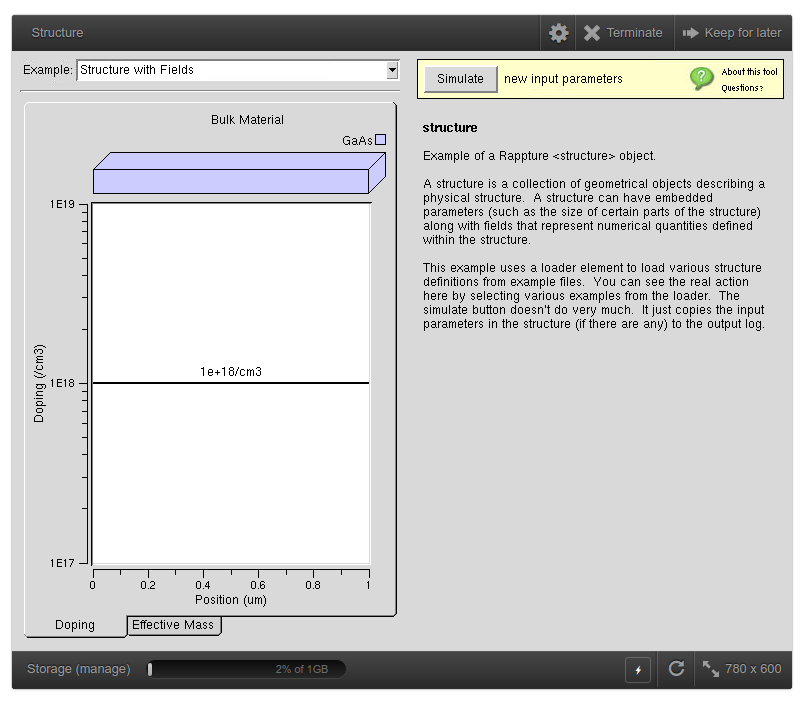 Structure
Terminate
Keep for later
Example: Structure with Fields
Simulate
new input parameters
About this tool
Questions?
Bulk Material
GaAs
1E19
1E18
1E17
Doping (/cm3)
1e+18/cm3
0 0.2 0.4 0.6 0.8 1
Position (um)
Doping
Effective Mass
structure
Example of a Rappture <structure> object.
A structure is a collection of geometrical objects describing a
physical structure. A structure can have embedded
parameters (such as the size of certain parts of the structure)
along with fields that represent numerical quantities defined
within the structure.
This example uses a loader element to load various structure
definitions from example files. You can see the real action
here by selecting various examples from the loader. The
simulate button doesn't do very much. It just copies the input
parameters in the structure (if there are any) to the output log.
Storage (manage)
2% of 1GB
780 x 600